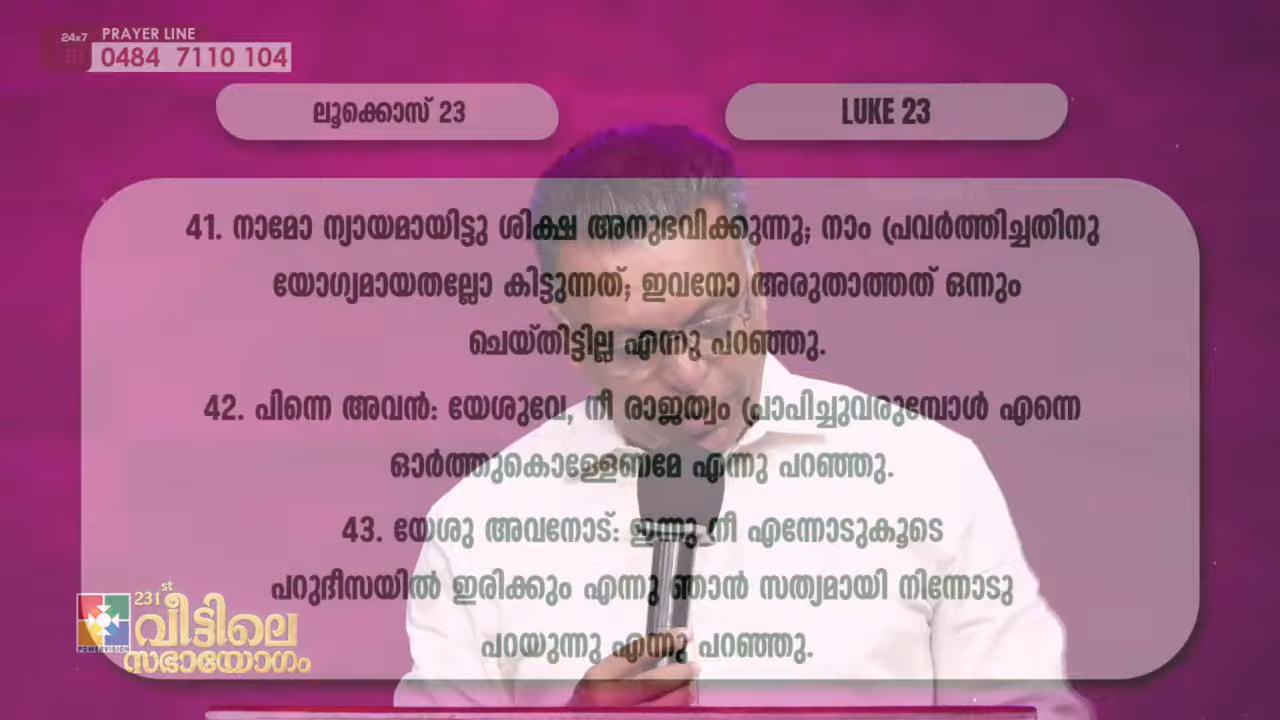 24x7 PRAYER LINE
0484 7110 104
ലൂക്കൊസ് 23
LUKE 23
41. നാമോ ന്യായമായിട്ടു ശിക്ഷ അനുഭവിക്കുന്നു; നാം പ്രവർത്തിച്ചതിനു
യോഗ്യമായതല്ലോ കിട്ടുന്നത്; ഇവനോ അരുതാത്തത് ഒന്നും
ചെയ്തിട്ടില്ല എന്നു പറഞ്ഞു.
42. പിന്നെ അവൻ: യേശുവേ, നീ രാജത്വം പ്രാപിച്ചുവരുമ്പോൾ എന്നെ
ഓർത്തുകൊള്ളേണമേ എന്നു പറഞ്ഞു.
43. യേശു അവനോട്: ഇന്നു നീ എന്നോടുകൂടെ
പറുദീസയിൽ ഇരിക്കും എന്നു ഞാൻ സത്യമായി നിന്നോടു
പറയുന്നു എന്നു പറഞ്ഞു.
231st
വീട്ടിലെ
സഭായോഗം
POWERVISION